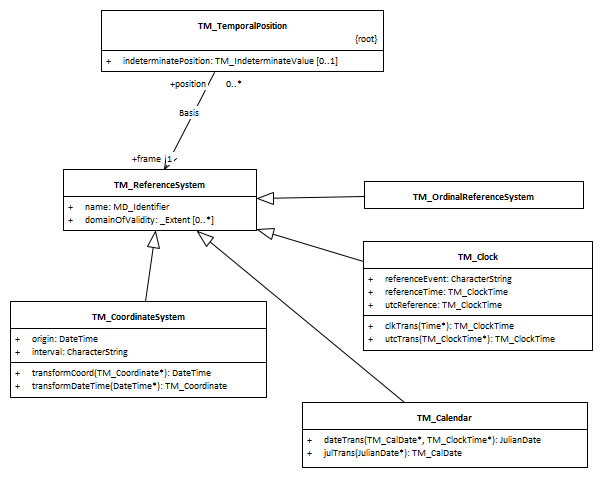 TM_TemporalPosition
{root}
+ indeterminatePosition: TM_IndeterminateValue [0..1]
+position 0..*
Basis
+frame 1
TM_ReferenceSystem
+ name: MD_Identifier
+ domainOfValidity: _Extent [0..*]
TM_OrdinalReferenceSystem
TM_Clock
+ referenceEvent: CharacterString
+ referenceTime: TM_ClockTime
+ utcReference: TM_ClockTime
+ clkTrans(Time*): TM_ClockTime
+ utcTrans(TM_ClockTime*): TM_ClockTime
TM_CoordinateSystem
+ origin: DateTime
+ interval: CharacterString
+ transformCoord(TM_Coordinate*): DateTime
+ transformDateTime(DateTime*): TM_Coordinate
TM_Calendar
+ dateTrans(TM_CalDate*, TM_ClockTime*): JulianDate
+ julTrans(JulianDate*): TM_CalDate